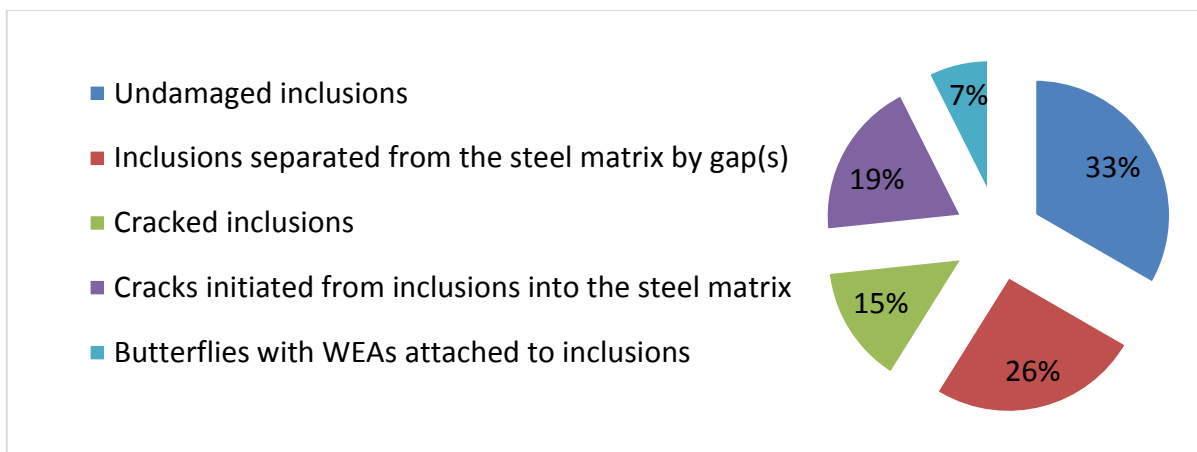 Undamaged inclusions
Inclusions separated from the steel matrix by gap(s)
Cracked inclusions
Cracks initiated from inclusions into the steel matrix
Butterflies with WEAs attached to inclusions
7%
33%
19%
15%
26%